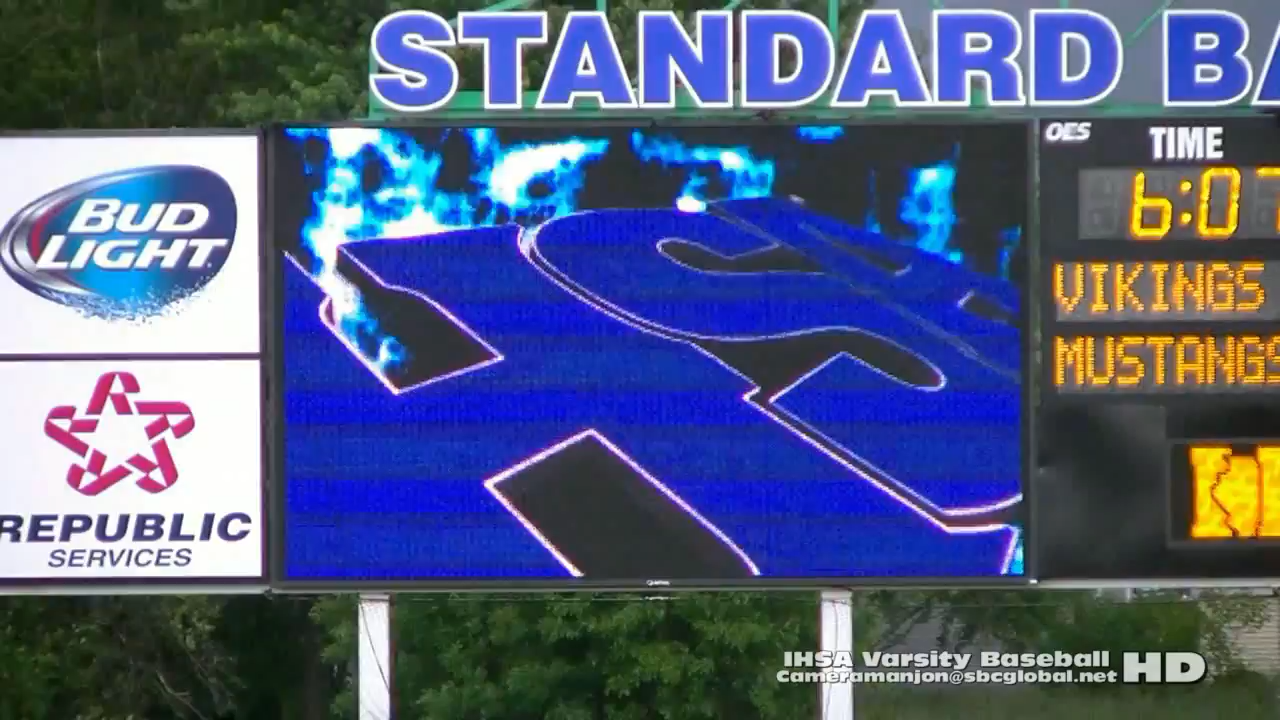 STANDARD BA
OES
TIME
6:07
VIKINGS
MUSTANGS
BUD
LIGHT
REPUBLIC
SERVICES
IHSA Varsity Baseball HD
cameramanjon@sbcglobal.net